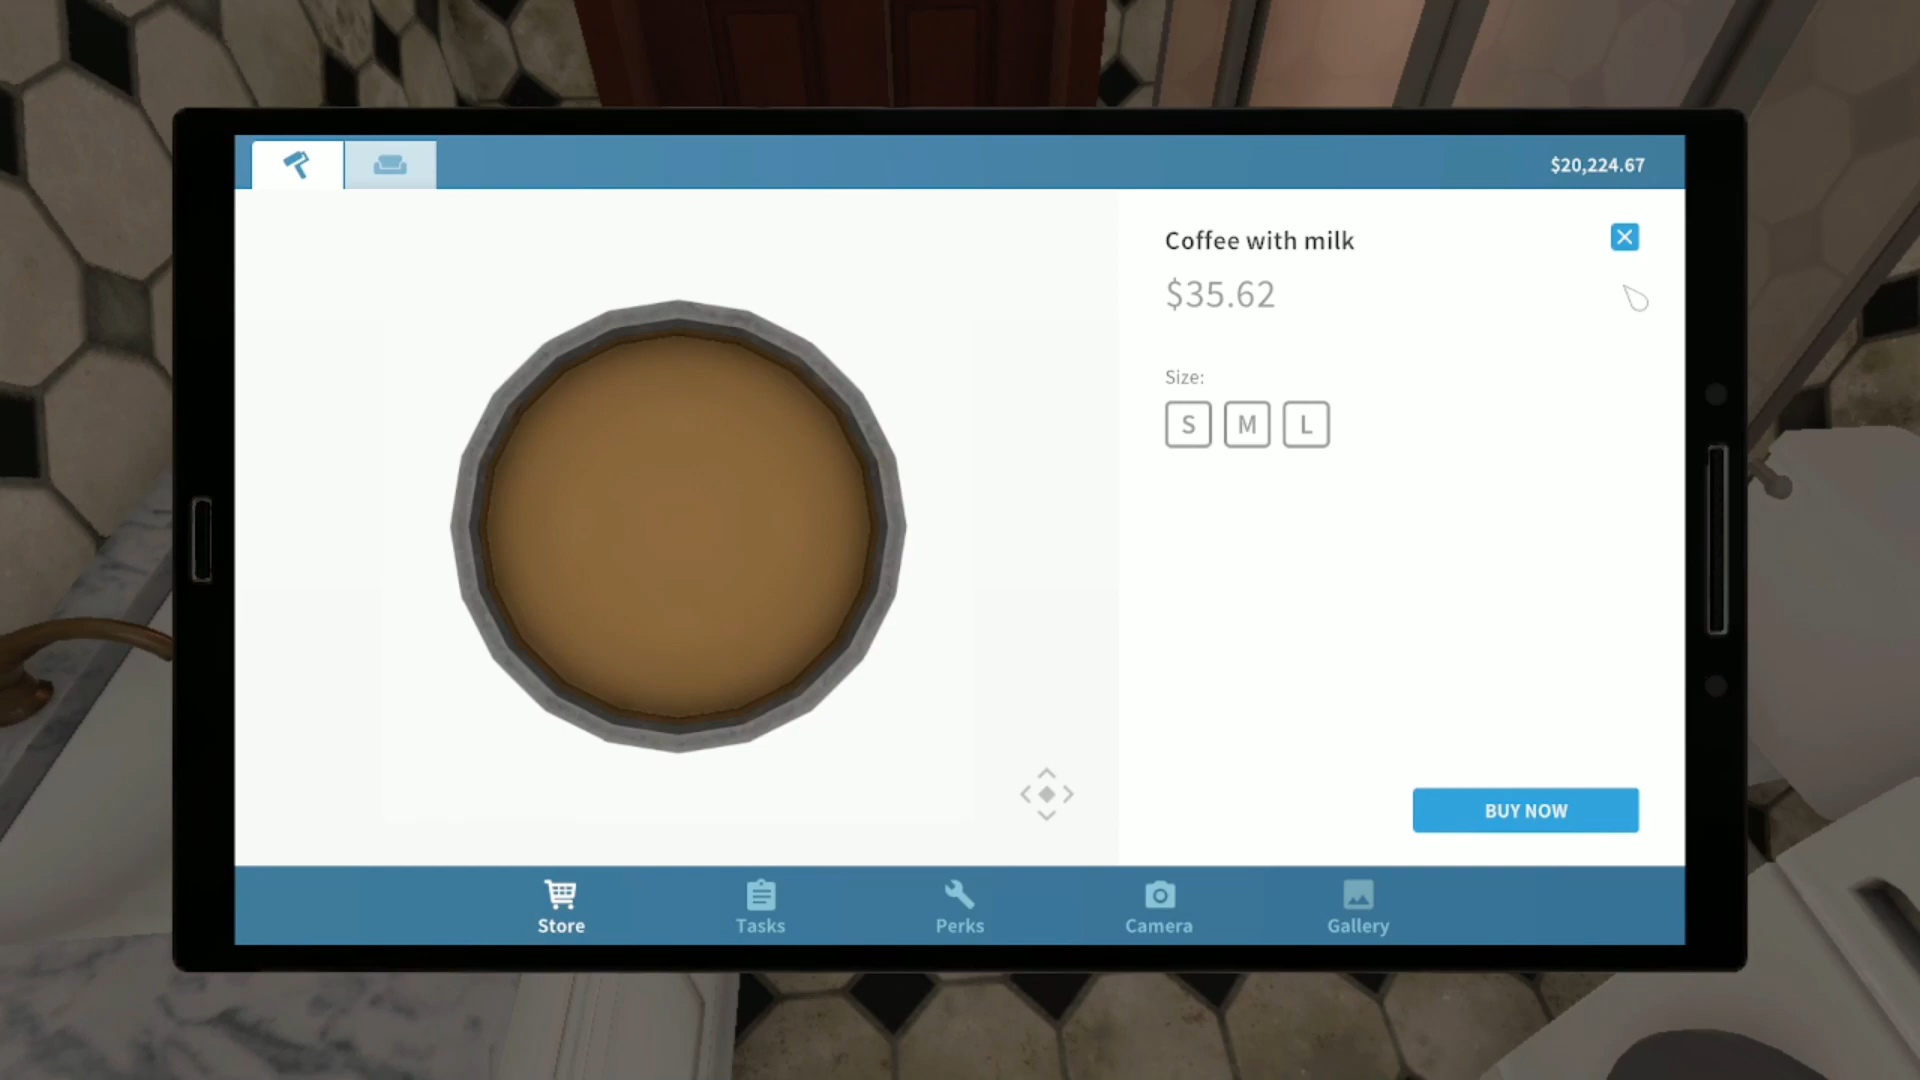 $20,224.67
Coffee with milk
$35.62
Size:
S M L
BUY NOW
Store Tasks Perks Camera Gallery